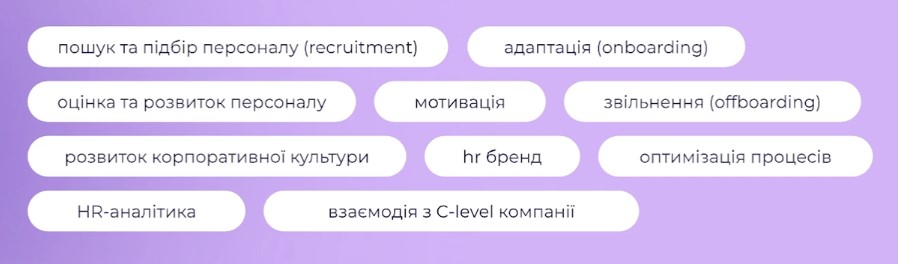 пошук та підбір персоналу (recruitment)
адаптація (onboarding)
оцінка та розвиток персоналу
мотивація
звільнення (offboarding)
розвиток корпоративної культури
hr бренд
оптимізація процесів
HR-аналітика
взаємодія з C-level компанії